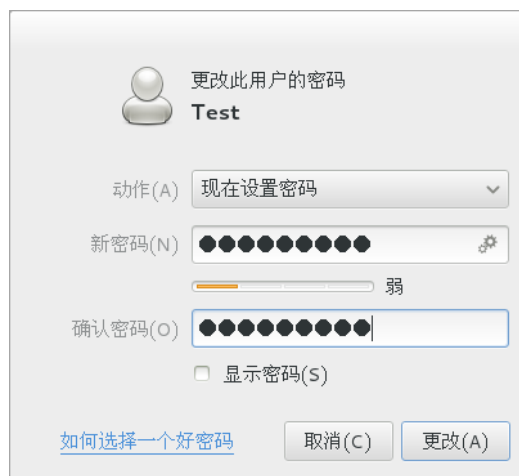 更改此用户的密码
Test
动作(A) 现在设置密码
新密码(N) ●●●●●●●●●
弱
确认密码(O) ●●●●●●●●●
显示密码(S)
如何选择一个好密码 取消(C) 更改(A)